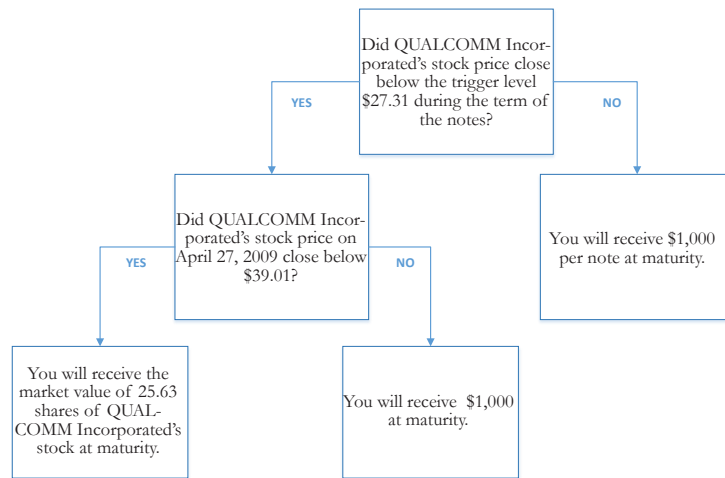 Did QUALCOMM Incor-
porated's stock price close
below the trigger level
$27.31 during the term of
the notes?
YES
NO
Did QUALCOMM Incor-
porated's stock price on
April 27, 2009 close below
$39.01?
You will receive $1,000
per note at maturity.
YES
NO
You will receive the
market value of 25.63
shares of QUAL-
COMM Incorporated's
stock at maturity.
You will receive $1,000
at maturity.